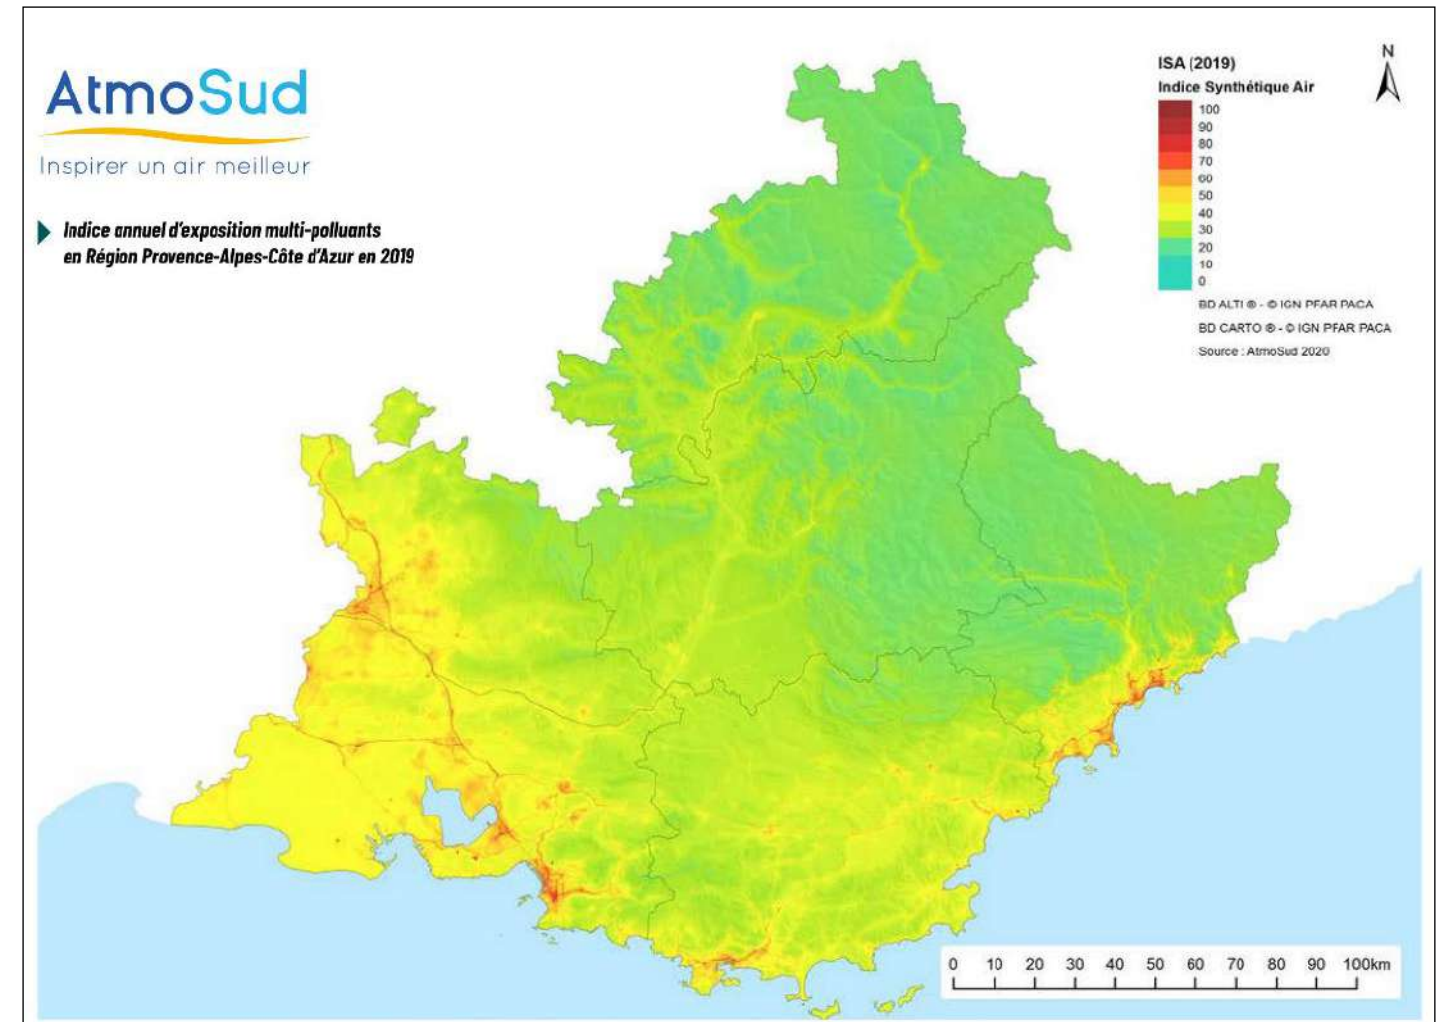 AtmoSud
Inspirer un air meilleur
Indice annuel d'exposition multi-polluants
en Région Provence-Alpes-Côte d'Azur en 2019
ISA (2019)
Indice Synthétique Air
100
90
80
70
60
50
40
30
20
10
0
BD ALTI ® - © IGN PFAR PACA
BD CARTO ® - © IGN PFAR PACA
Source : AtmoSud 2020
N
0 10 20 30 40 50 60 70 80 90 100km